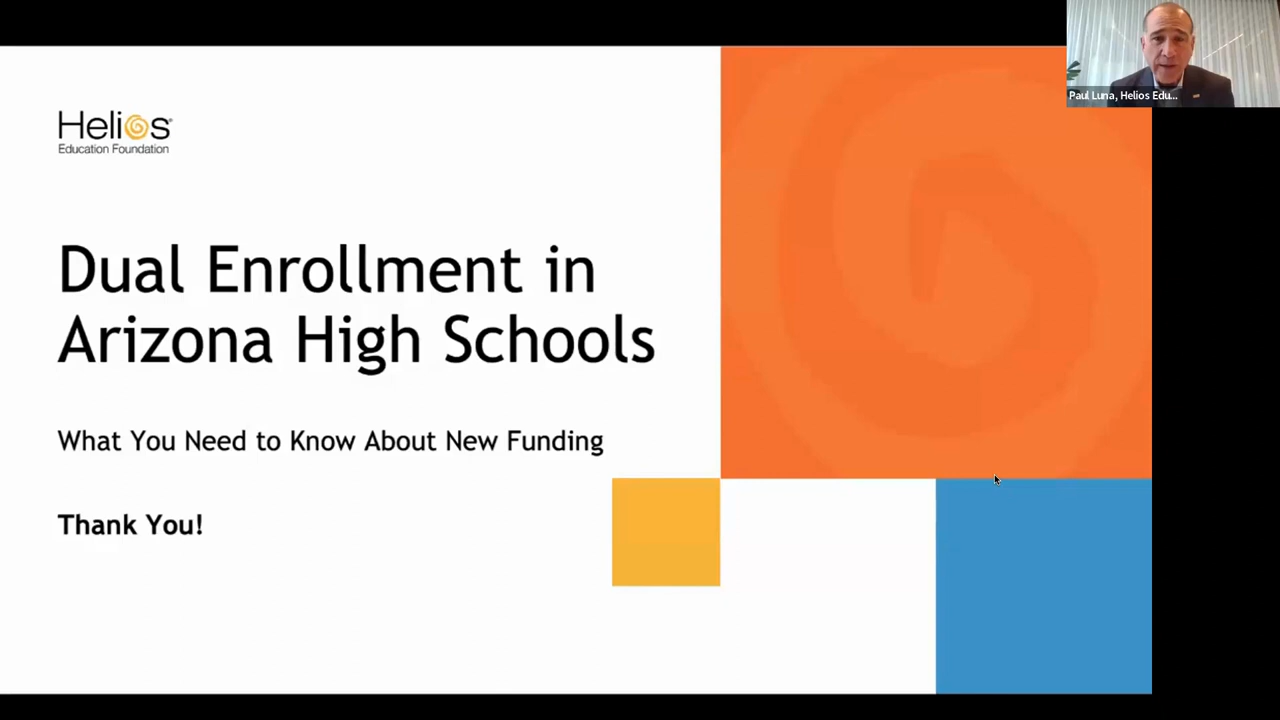 Paul Luna, Helios Edu...
Helios
Education Foundation
Dual Enrollment in
Arizona High Schools
What You Need to Know About New Funding
Thank You!